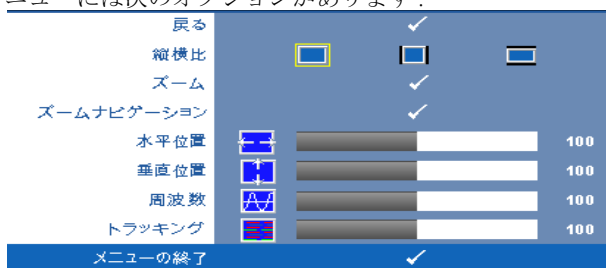 ニューには次のオプションがあります:
戻る
縦横比
ズーム
ズームナビゲーション
水平位置 100
垂直位置 100
周波数 100
トラッキング 100
メニューの終了